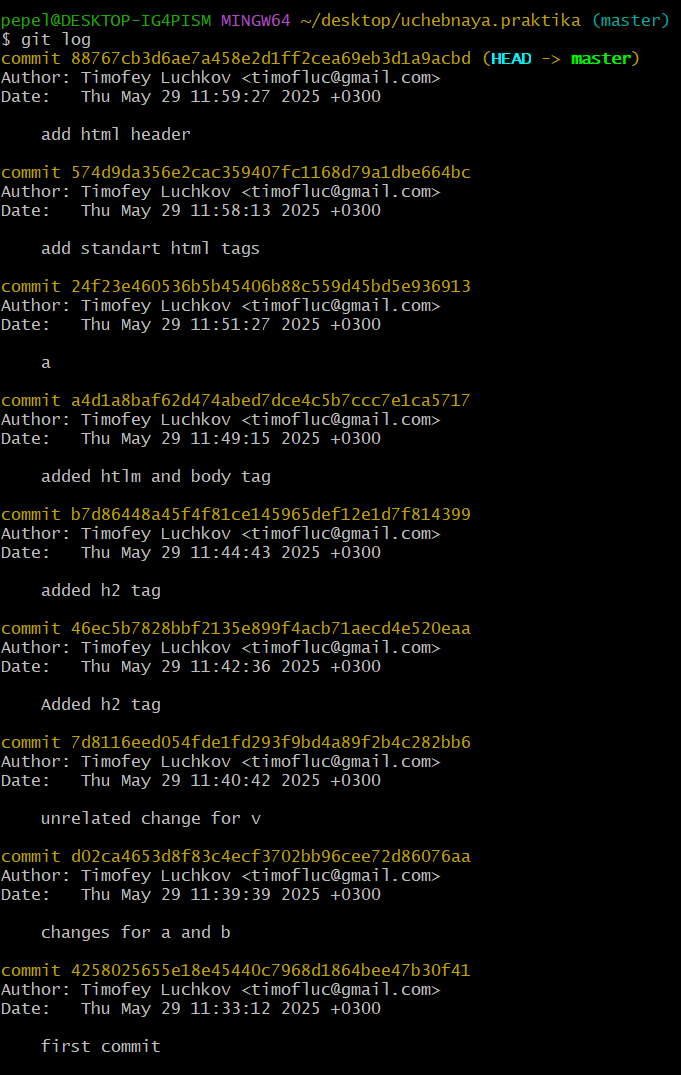 pepel@DESKTOP-IG4PISM MINGW64 ~/desktop/uchebnaya.praktika (master)
$ git log
commit 88767cb3d6ae7a458e2d1ff2cea69eb3d1a9acbd (HEAD -> master)
Author: Timofey Luchkov <timofluc@gmail.com>
Date:   Thu May 29 11:59:27 2025 +0300
add html header
commit 574d9da356e2cac359407fc1168d79a1dbe664bc
Author: Timofey Luchkov <timofluc@gmail.com>
Date:   Thu May 29 11:58:13 2025 +0300
add standart html tags
commit 24f23e460536b5b45406b88c559d45bd5e936913
Author: Timofey Luchkov <timofluc@gmail.com>
Date:   Thu May 29 11:51:27 2025 +0300
a
commit a4d1a8baf62d474abed7dce4c5b7ccc7e1ca5717
Author: Timofey Luchkov <timofluc@gmail.com>
Date:   Thu May 29 11:49:15 2025 +0300
added htlm and body tag
commit b7d86448a45f4f81ce145965def12e1d7f814399
Author: Timofey Luchkov <timofluc@gmail.com>
Date:   Thu May 29 11:44:43 2025 +0300
added h2 tag
commit 46ec5b7828bbf2135e899f4acb71aecd4e520eaa
Author: Timofey Luchkov <timofluc@gmail.com>
Date:   Thu May 29 11:42:36 2025 +0300
Added h2 tag
commit 7d8116eed054fde1fd293f9bd4a89f2b4c282bb6
Author: Timofey Luchkov <timofluc@gmail.com>
Date:   Thu May 29 11:40:42 2025 +0300
unrelated change for v
commit d02ca4653d8f83c4ecf3702bb96cee72d86076aa
Author: Timofey Luchkov <timofluc@gmail.com>
Date:   Thu May 29 11:39:39 2025 +0300
changes for a and b
commit 4258025655e18e45440c7968d1864bee47b30f41
Author: Timofey Luchkov <timofluc@gmail.com>
Date:   Thu May 29 11:33:12 2025 +0300
first commit